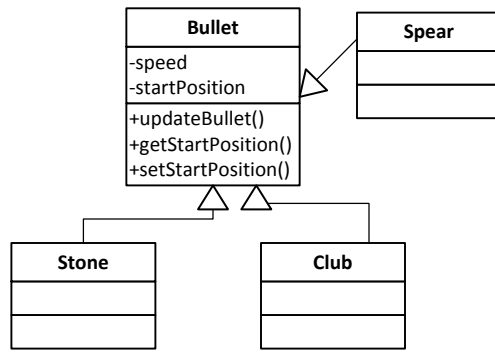 Bullet
-speed
-startPosition
+updateBullet()
+getStartPosition()
+setStartPosition()
Spear
Stone
Club